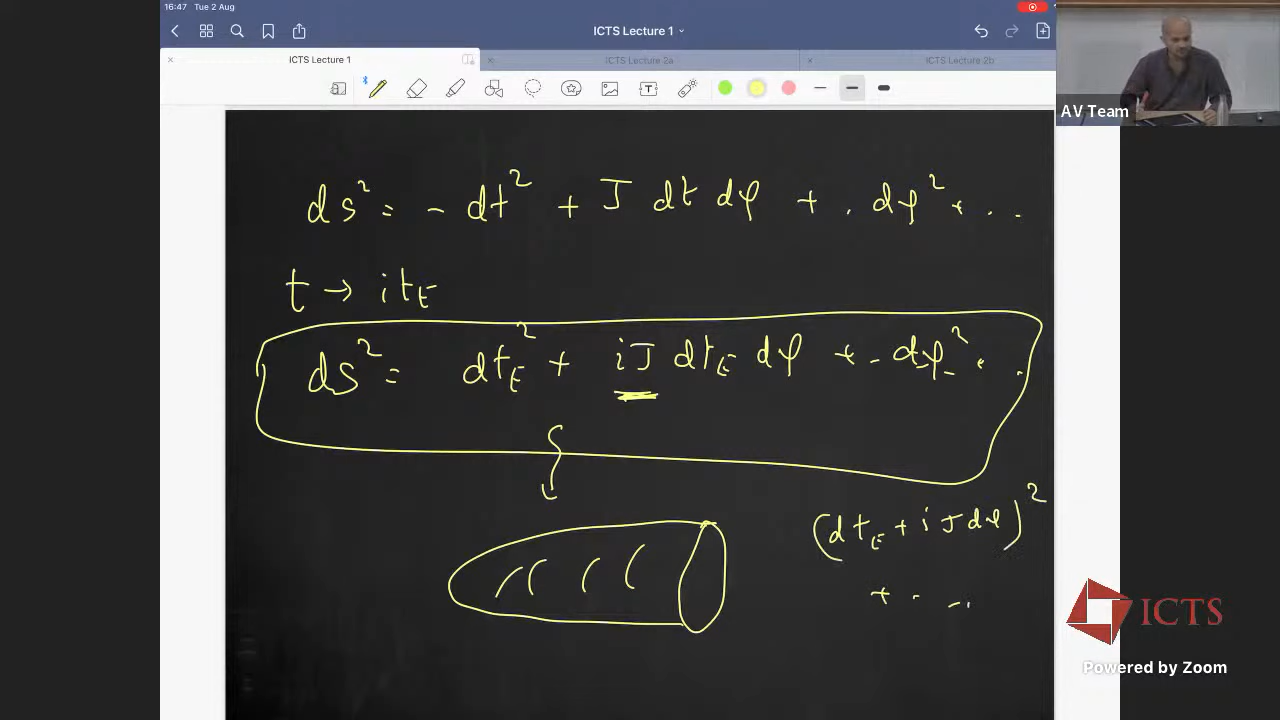 16:47 Tue 2 Aug
ICTS Lecture 1
ICTS Lecture 1 ICTS Lecture 2a ICTS Lecture 2b
AV Team
ds² = - dt² + J dt dφ + . dφ² + ...
t → i t_E
ds² = dt_E² + iJ dt_E dφ + - dφ² . .
(dt_E + i J dφ)²
+ . - ..
ICTS
Powered by Zoom